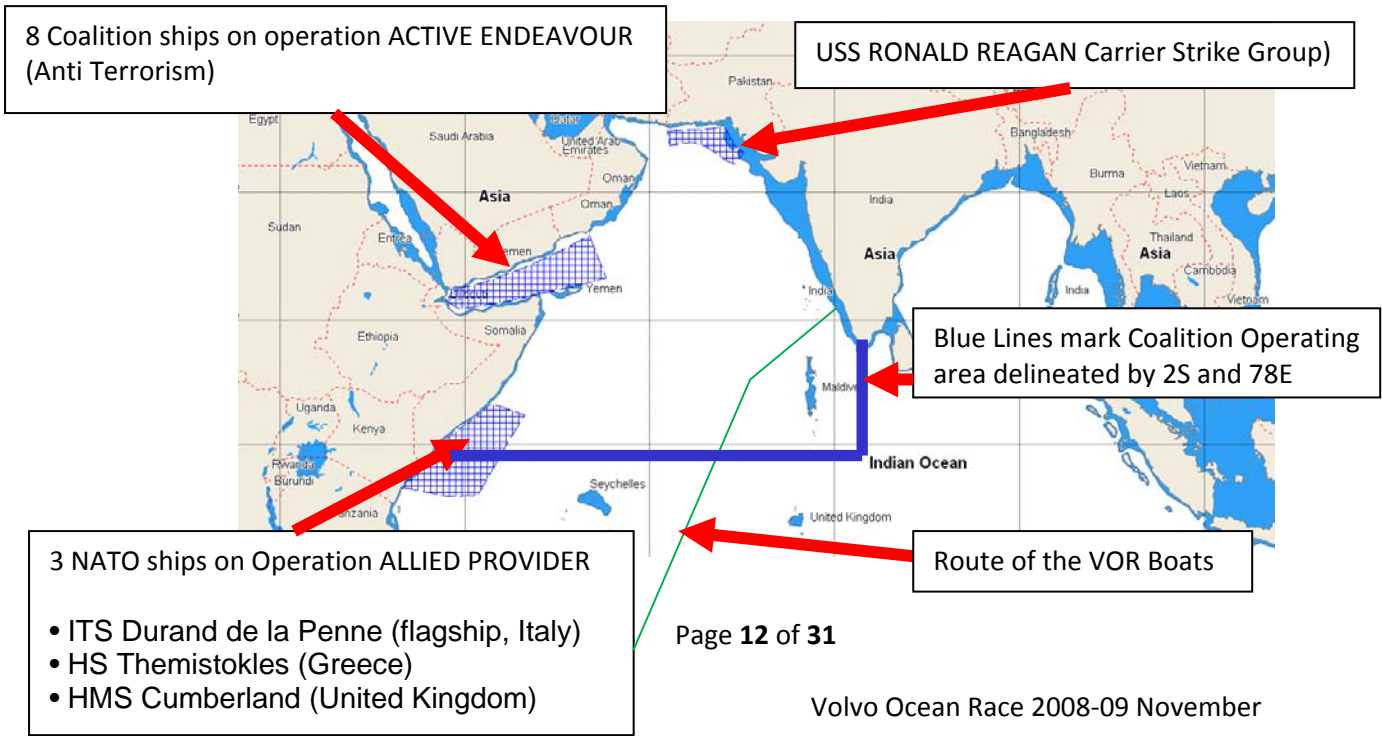 8 Coalition ships on operation ACTIVE ENDEAVOUR
(Anti Terrorism)
USS RONALD REAGAN Carrier Strike Group)
Pakistan
Egypt
Qatar
Saudi Arabia
United Arab
Emirates
Bangladesh
Oman
Burma
Vietnam
Laos
Asia
Oman
India
Sudan
Eritrea
Yemen
Asia
Thailand
Asia
Cambodia
Yemen
India
India
Vietnam
Somalia
Ethiopia
Blue Lines mark Coalition Operating
area delineated by 2S and 78E
Maldive
Uganda
Kenya
Rwanda
Burundi
Indian Ocean
Seychelles
Tanzania
United Kingdom
3 NATO ships on Operation ALLIED PROVIDER
• ITS Durand de la Penne (flagship, Italy)
• HS Themistokles (Greece)
• HMS Cumberland (United Kingdom)
Route of the VOR Boats
Page 12 of 31
Volvo Ocean Race 2008-09 November